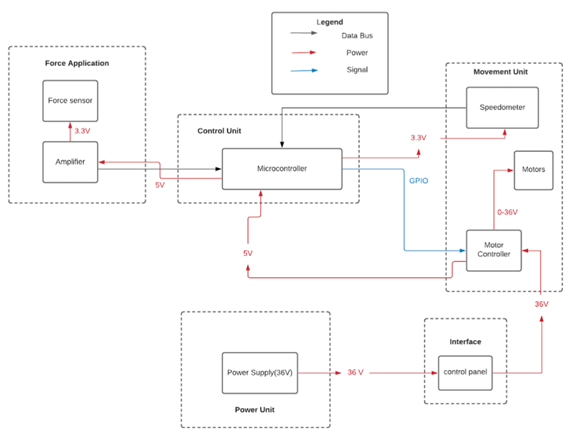 Legend
Data Bus
Power
Signal
Force Application
Force sensor
3.3V
Amplifier
5V
Control Unit
Microcontroller
Movement Unit
Speedometer
3.3V
GPIO
Motors
0-36V
Motor
Controller
5V
36V
Power Supply(36V)
Power Unit
36 V
Interface
control panel